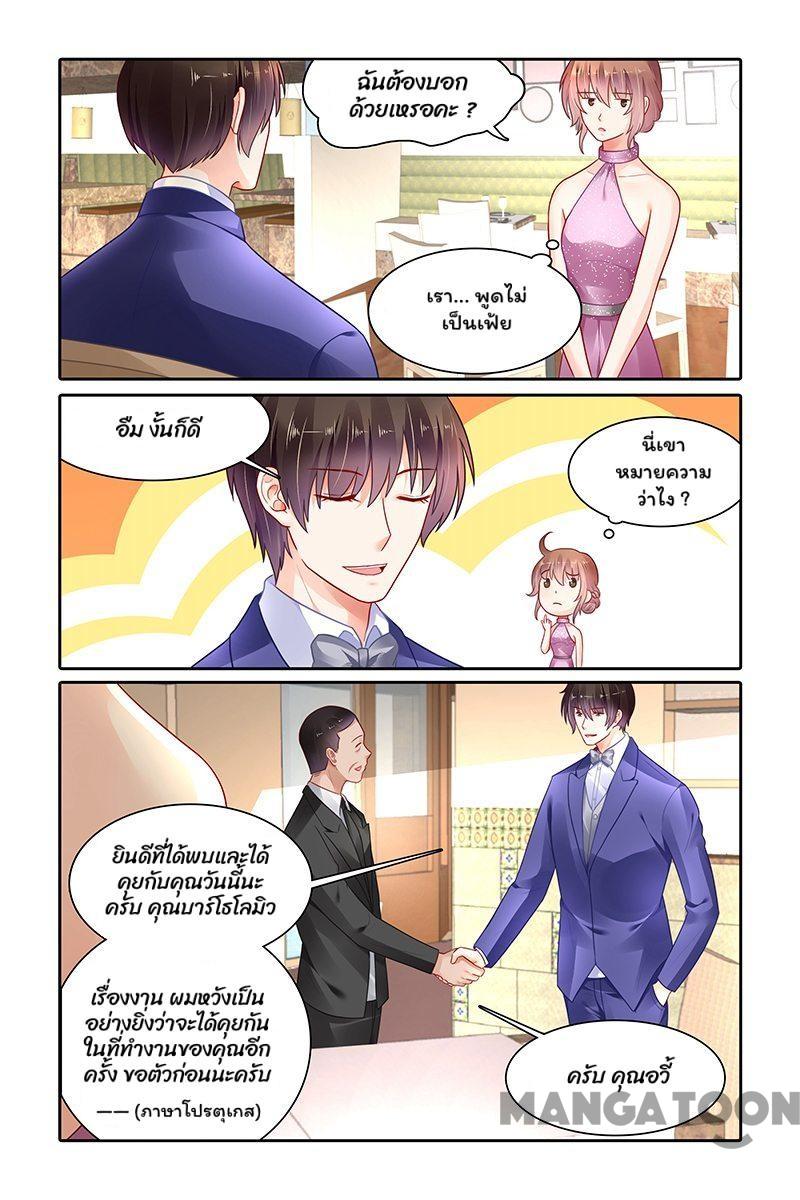 ฉันต้องบอก
ด้วยเหรอคะ ?
เรา... พูดไม่
เป็นเฟ้ย
อืม งั้นก็ดี
นี่เขา
หมายความ
ว่าไง ?
ยินดีที่ได้พบและได้
คุยกับคุณวันนี้นะ
ครับ คุณบาร์โธโลมิว
เรื่องงาน ผมหวังเป็น
อย่างยิ่งว่าจะได้คุยกัน
ในที่ทำงานของคุณอีก
ครั้ง ขอตัวก่อนนะครับ
—— (ภาษาโปรตุเกส)
ครับ คุณอวี้
MANGATOON